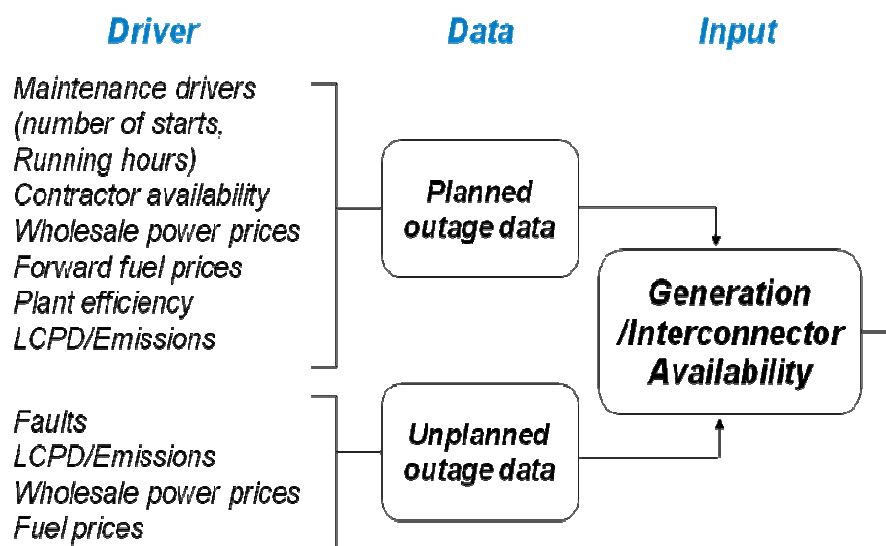 Driver
Data
Input
Maintenance drivers
(number of starts,
Running hours)
Contractor availability
Wholesale power prices
Forward fuel prices
Plant efficiency
LCPD/Emissions
Planned
outage data
Generation
/Interconnector
Availability
Faults
LCPD/Emissions
Wholesale power prices
Fuel prices
Unplanned
outage data